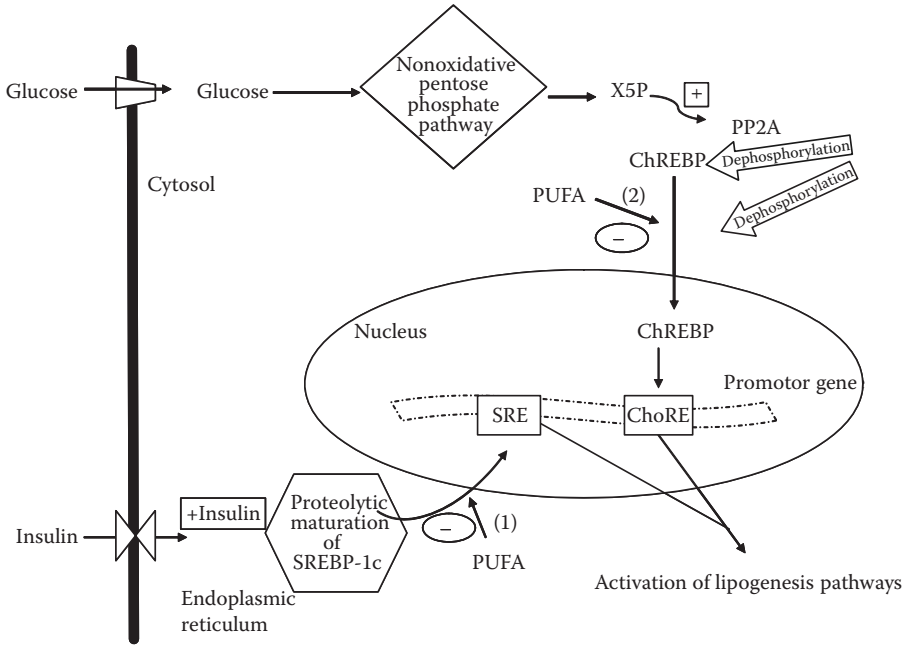 Glucose
Glucose
Nonoxidative
pentose
phosphate
pathway
X5P
+
PP2A
ChREBP
Dephosphorylation
Dephosphorylation
Cytosol
PUFA
(2)
–
Nucleus
ChREBP
Promotor gene
SRE
ChoRE
Insulin
+Insulin
Proteolytic
maturation
of
SREBP-1c
–
(1)
PUFA
Endoplasmic
reticulum
Activation of lipogenesis pathways